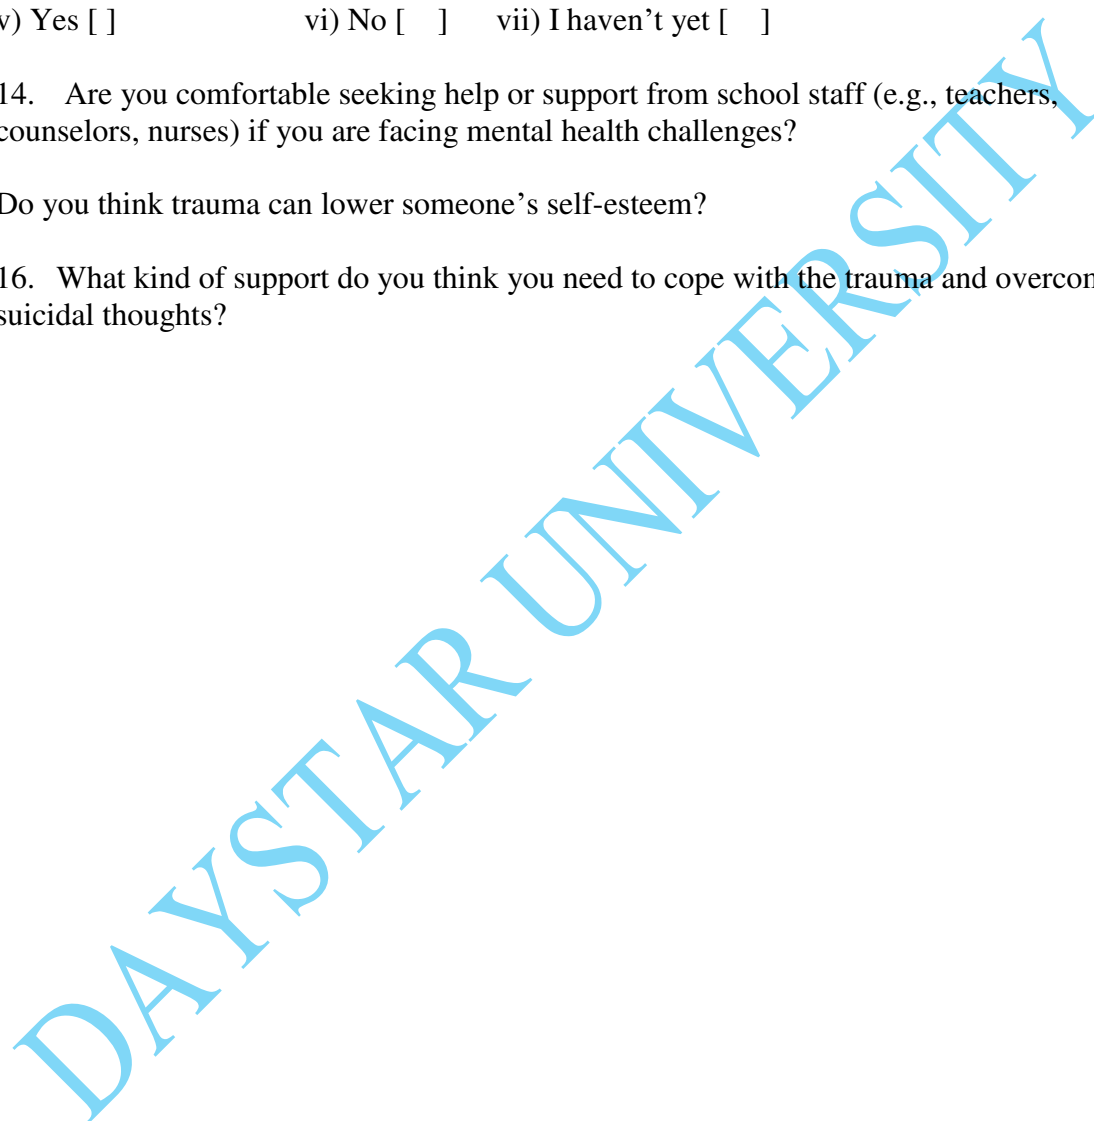 v) Yes [ ] vi) No [ ] vii) I haven’t yet [ ]
14. Are you comfortable seeking help or support from school staff (e.g., teachers,
counselors, nurses) if you are facing mental health challenges?
Do you think trauma can lower someone’s self-esteem?
16. What kind of support do you think you need to cope with the trauma and
suicidal thoughts?
DAYSTAR UNIVERSITY